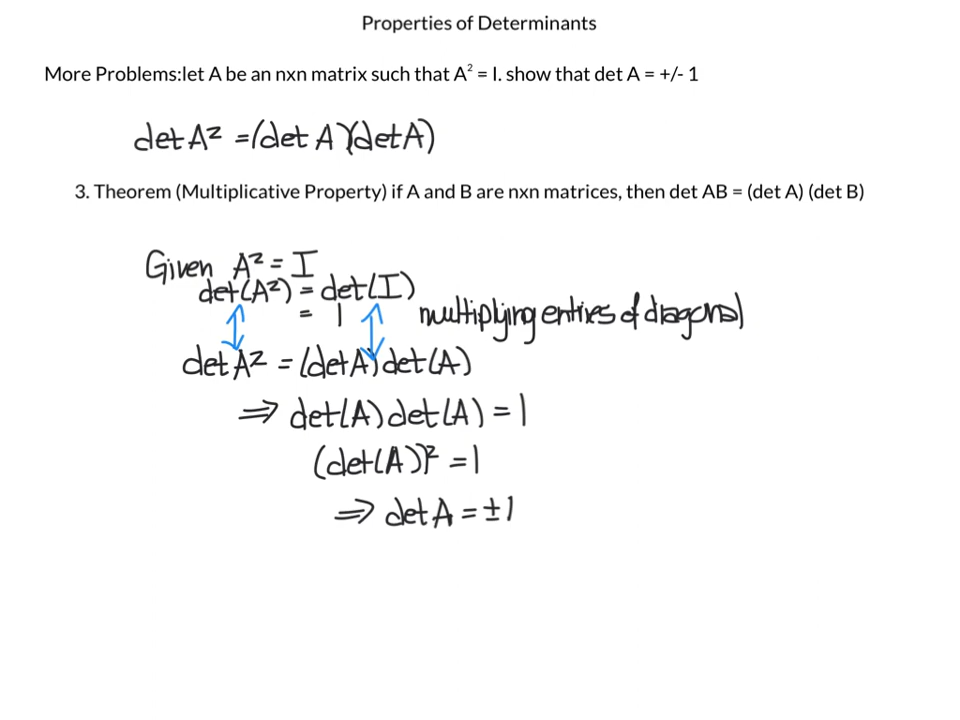 Properties of Determinants
More Problems:let A be an nxn matrix such that A² = I. show that det A = +/- 1
det A² = (det A)(det A)
3. Theorem (Multiplicative Property) if A and B are nxn matrices, then det AB = (det A) (det B)
Given A² = I
det(A²) = det(I)
= 1 multiplying entires of diagonal
det A² = (det A) det(A)
⇒ det(A) det(A) = 1
(det(A))² = 1
⇒ det A = ±1